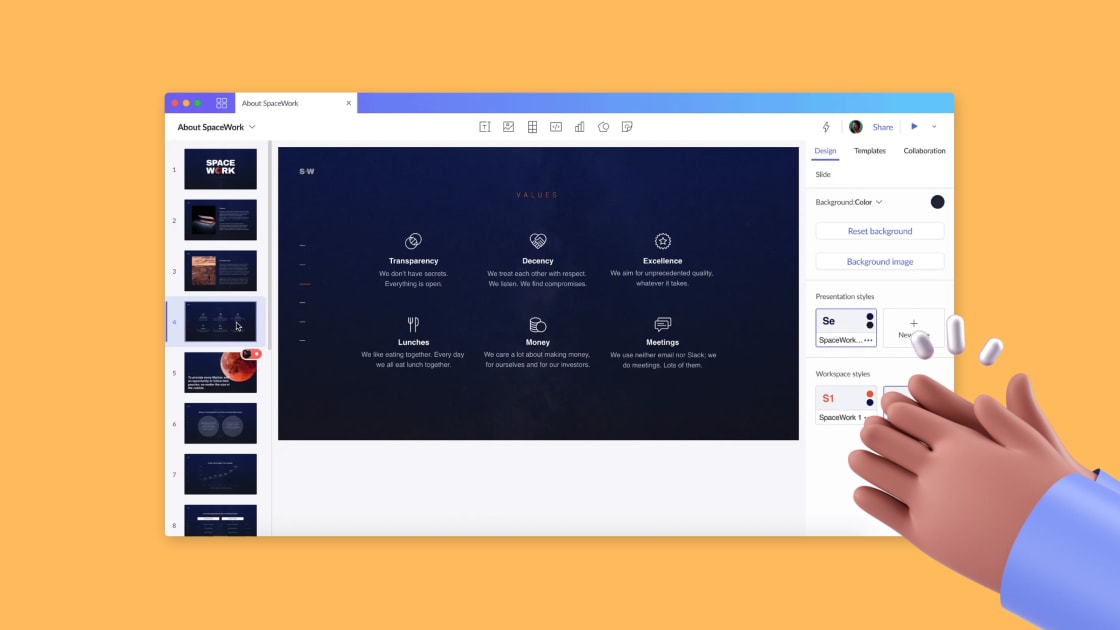 About SpaceWork
About SpaceWork
Share
1
SPACE
WORK
2
3
4
5
To provide every Martian with
6
7
8
S-W
VALUES
Transparency
We don't have secrets.
Everything is open.
Decency
We treat each other with respect.
We listen. We find compromises.
Excellence
We aim for unprecedented quality,
whatever it takes.
Lunches
We like eating together. Every day
we all eat lunch together.
Money
We care a lot about making money,
for ourselves and for our investors.
Meetings
We use neither email nor Slack; we
do meetings. Lots of them.
Design
Templates
Collaboration
Slide
Background:Color
Reset background
Background image
Presentation styles
Se
SpaceWork...
New
Workspace styles
S1
SpaceWork 1